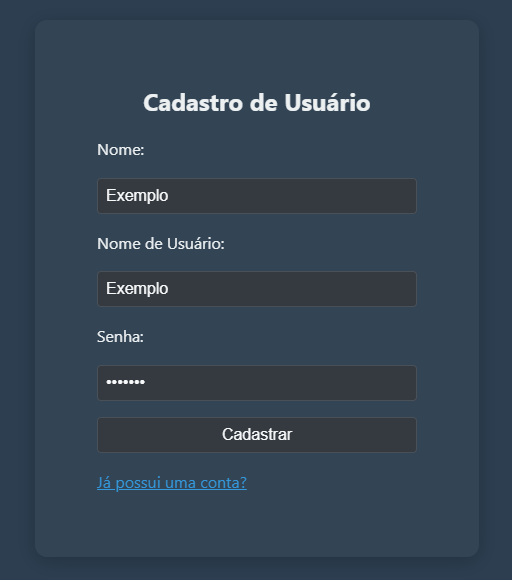 Cadastro de Usuário
Nome:
Exemplo
Nome de Usuário:
Exemplo
Senha:
•••••••
Cadastrar
Já possui uma conta?